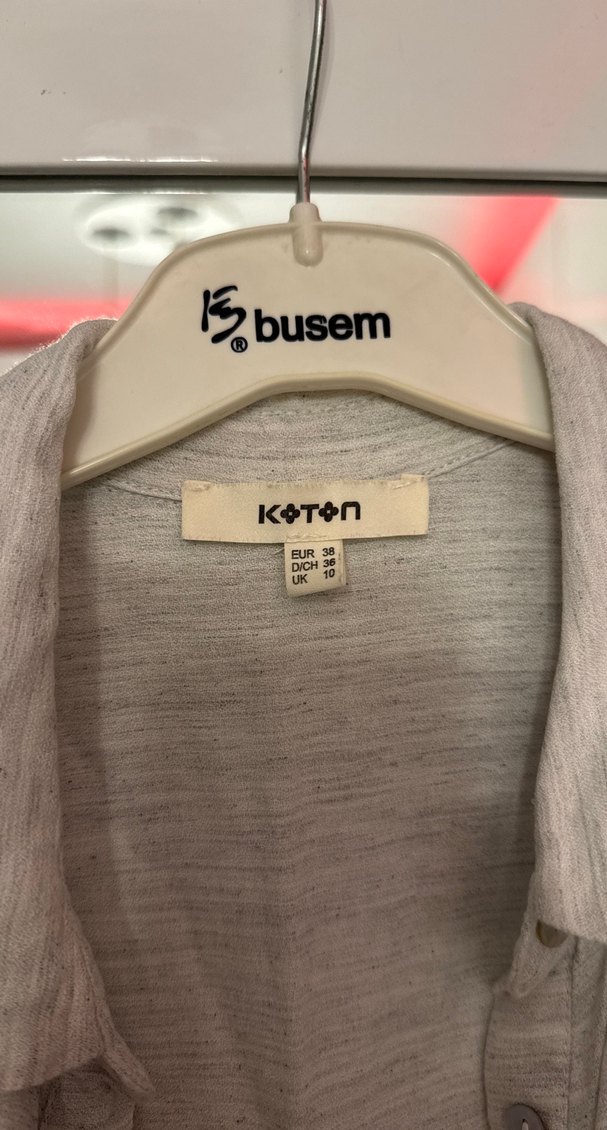 ® busem
KOTON
EUR 38
D/CH 36
UK 10